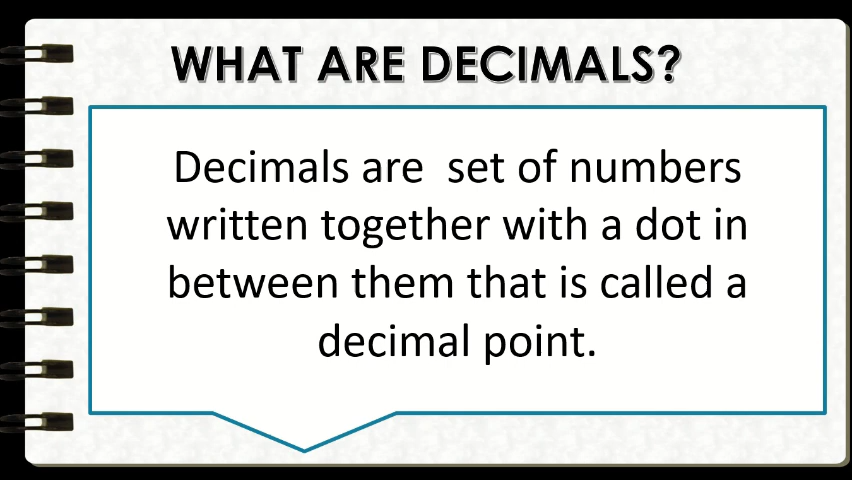 WHAT ARE DECIMALS?
Decimals are  set of numbers
written together with a dot in
between them that is called a
decimal point.